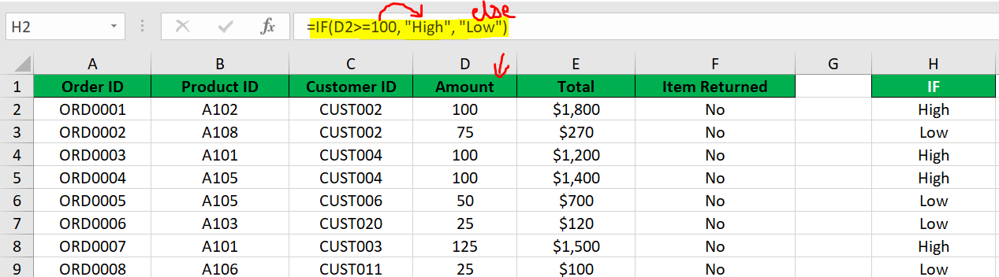 else
H2 fx =IF(D2>=100, "High", "Low")
A B C D E F G H
1 Order ID Product ID Customer ID Amount Total Item Returned IF
2 ORD0001 A102 CUST002 100 $1,800 No High
3 ORD0002 A108 CUST002 75 $270 No Low
4 ORD0003 A101 CUST004 100 $1,200 No High
5 ORD0004 A105 CUST004 100 $1,400 No High
6 ORD0005 A105 CUST006 50 $700 No Low
7 ORD0006 A103 CUST020 25 $120 No Low
8 ORD0007 A101 CUST003 125 $1,500 No High
9 ORD0008 A106 CUST011 25 $100 No Low